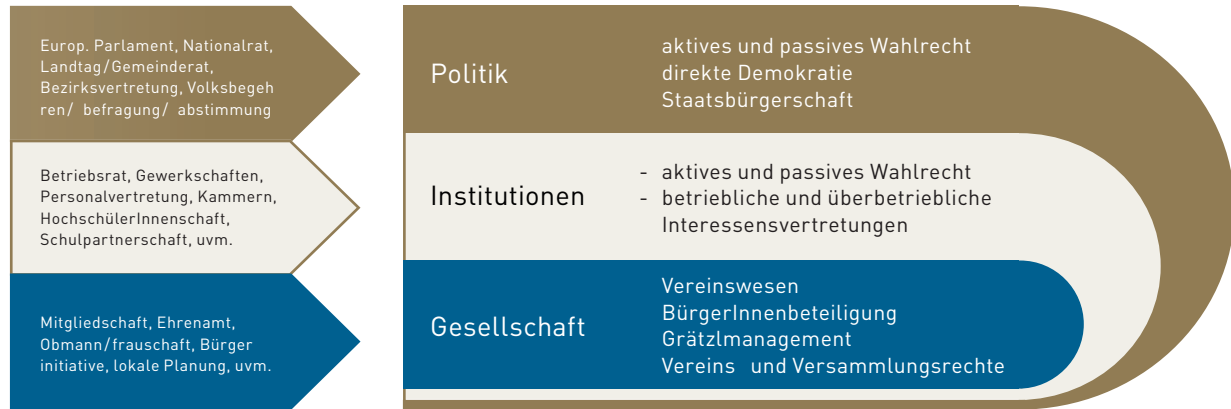 Europ. Parlament, Nationalrat,
Landtag/Gemeinderat,
Bezirksvertretung, Volksbegeh
ren/ befragung/ abstimmung
Politik
aktives und passives Wahlrecht
direkte Demokratie
Staatsbürgerschaft
Betriebsrat, Gewerkschaften,
Personalvertretung, Kammern,
HochschülerInnenschaft,
Schulpartnerschaft, uvm.
Institutionen
- aktives und passives Wahlrecht
- betriebliche und überbetriebliche
Interessensvertretungen
Mitgliedschaft, Ehrenamt,
Obmann/frauschaft, Bürger
initiative, lokale Planung, uvm.
Gesellschaft
Vereinswesen
BürgerInnenbeteiligung
Grätzlmanagement
Vereins und Versammlungsrechte